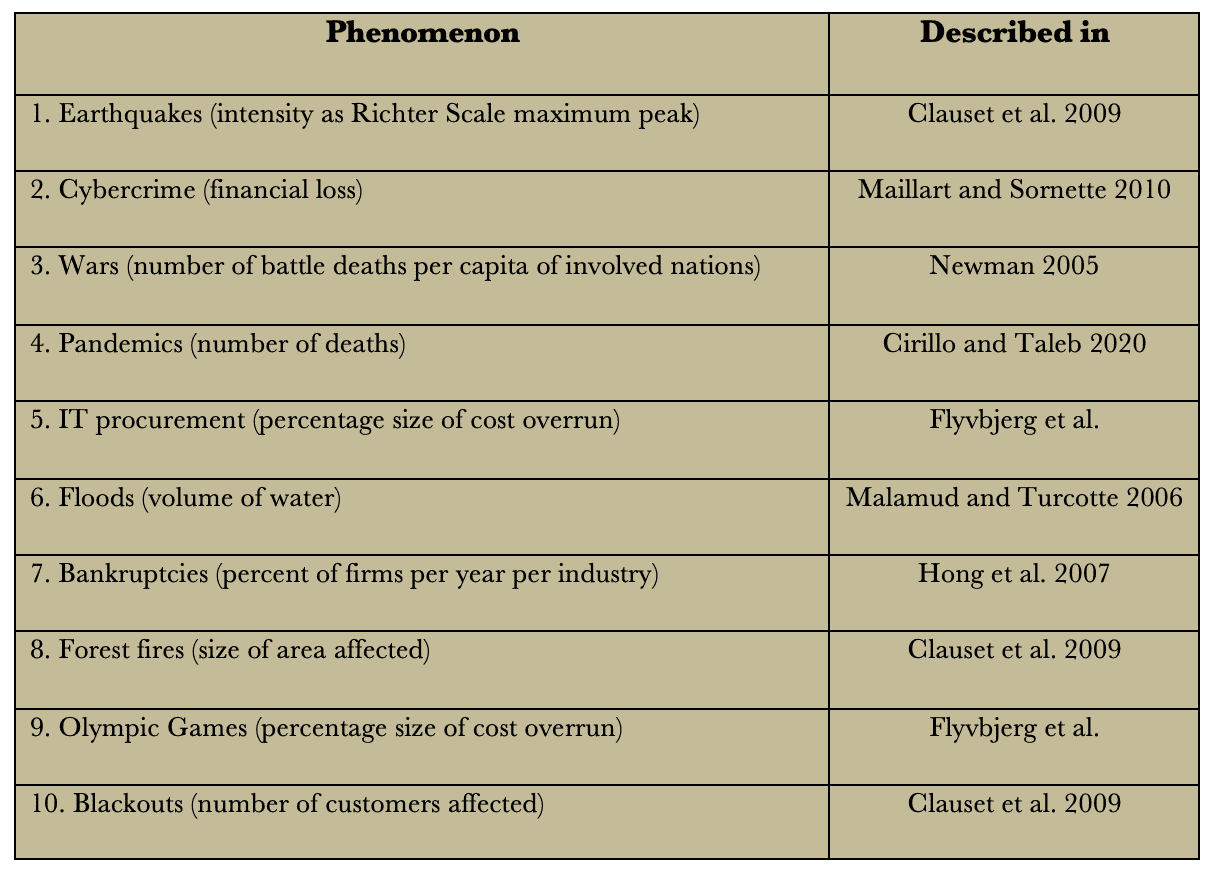 Phenomenon
Described in
1. Earthquakes (intensity as Richter Scale maximum peak)
Clauset et al. 2009
2. Cybercrime (financial loss)
Maillart and Sornette 2010
3. Wars (number of battle deaths per capita of involved nations)
Newman 2005
4. Pandemics (number of deaths)
Cirillo and Taleb 2020
5. IT procurement (percentage size of cost overrun)
Flyvbjerg et al.
6. Floods (volume of water)
Malamud and Turcotte 2006
7. Bankruptcies (percent of firms per year per industry)
Hong et al. 2007
8. Forest fires (size of area affected)
Clauset et al. 2009
9. Olympic Games (percentage size of cost overrun)
Flyvbjerg et al.
10. Blackouts (number of customers affected)
Clauset et al. 2009